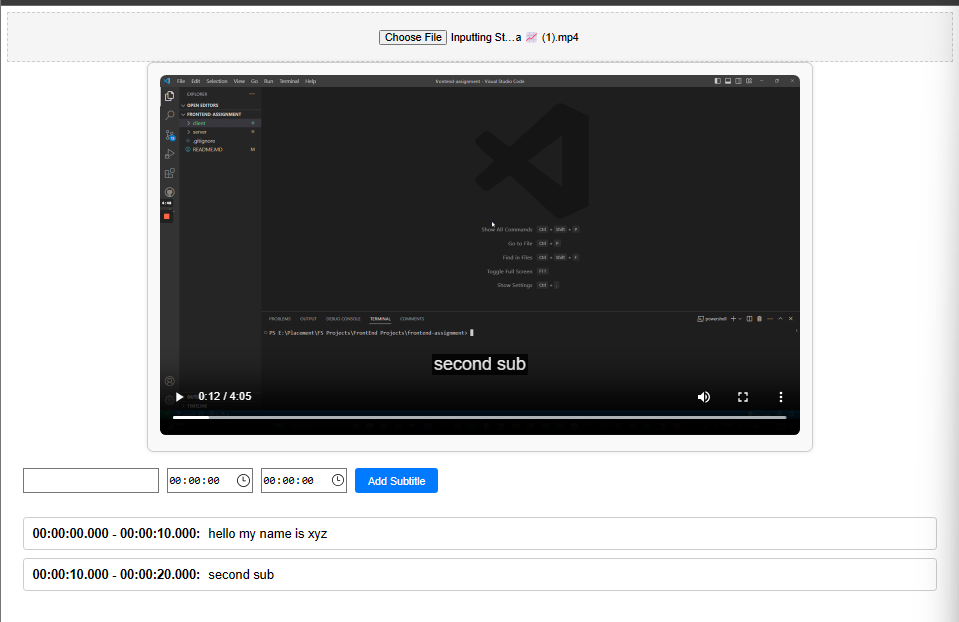 Choose File Inputting St...a 📈 (1).mp4
File Edit Selection View Go Run Terminal Help
frontend-assignment - Visual Studio Code
EXPLORER
OPEN EDITORS
FRONTEND ASSIGNMENT
client
server
.gitignore
README.MD M
4:48
Show All Commands Ctrl + Shift + P
Go to File Ctrl + P
Find in Files Ctrl + Shift + F
Toggle Full Screen F11
Show Settings Ctrl + ,
PROBLEMS OUTPUT DEBUG CONSOLE TERMINAL COMMENTS
powershell
PS E:\Placement\FS Projects\FrontEnd Projects\frontend-assignment>
second sub
0:12 / 4:05
00:00:00 00:00:00 Add Subtitle
00:00:00.000 - 00:00:10.000: hello my name is xyz
00:00:10.000 - 00:00:20.000: second sub